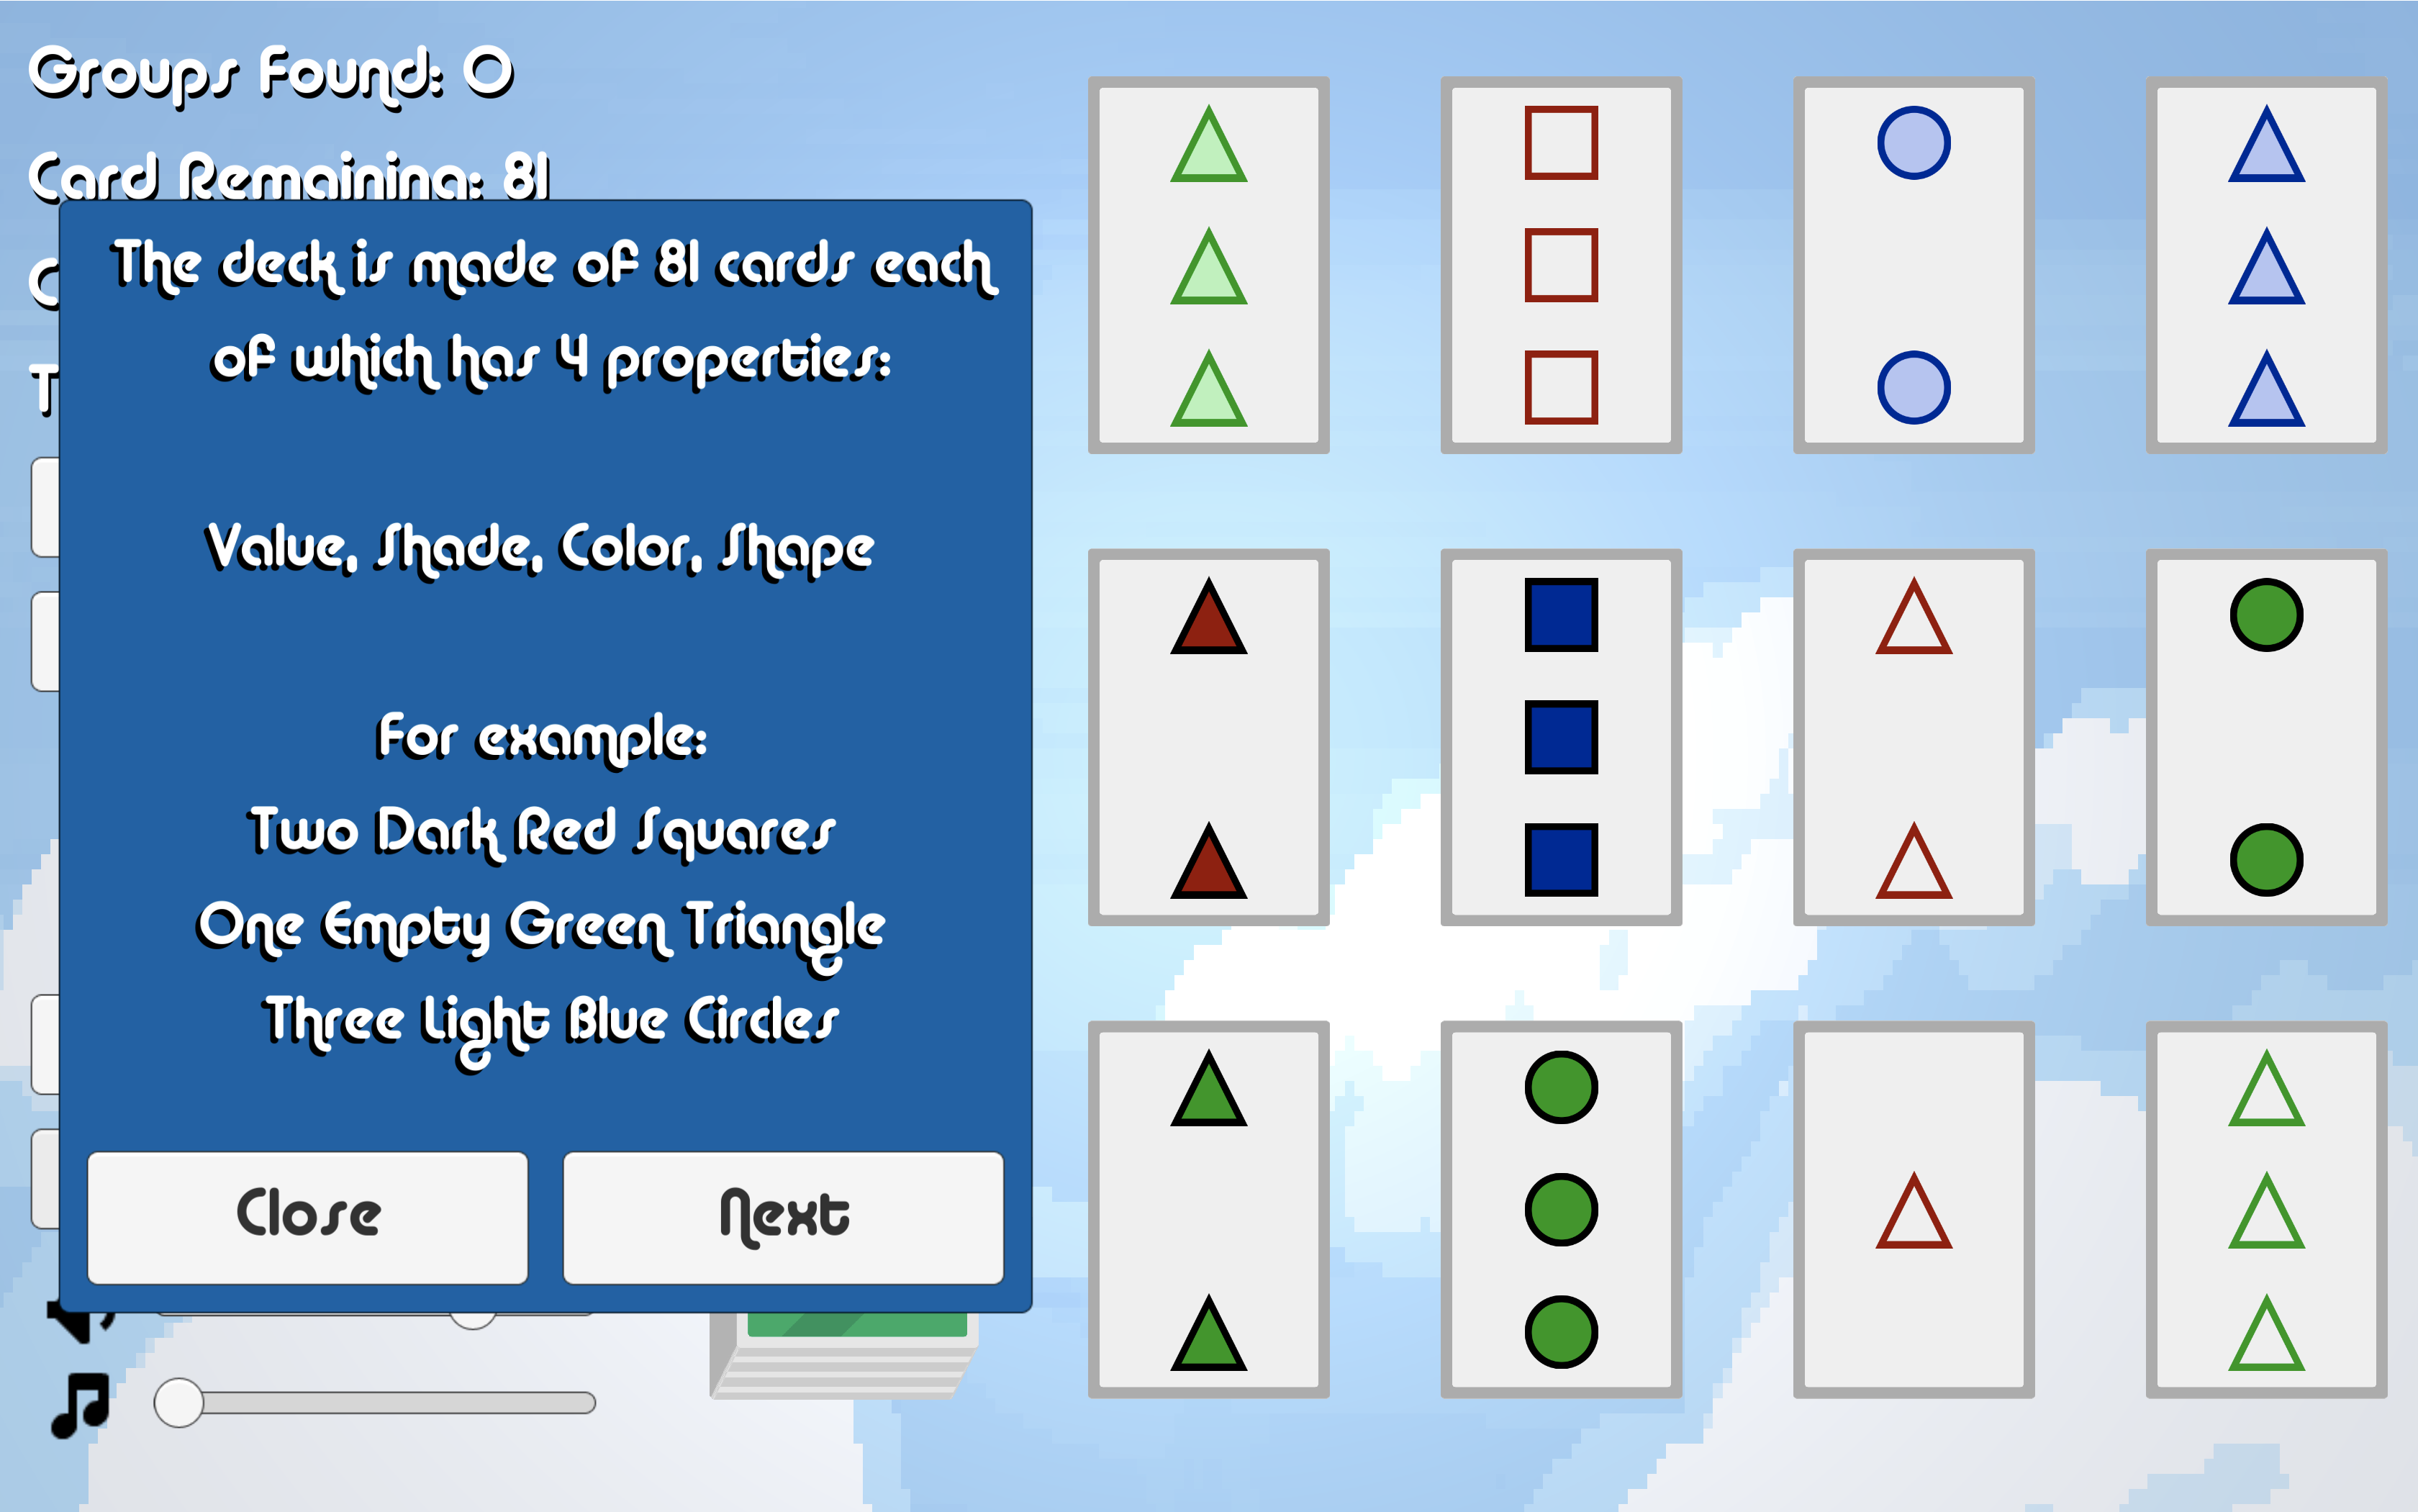 Groups Found: 0
Card Remaining: 81
The deck is made of 81 cards each
of which has 4 properties:
Value, Shade, Color, Shape
For example:
Two Dark Red Squares
One Empty Green Triangle
Three Light Blue Circles
Close
Next